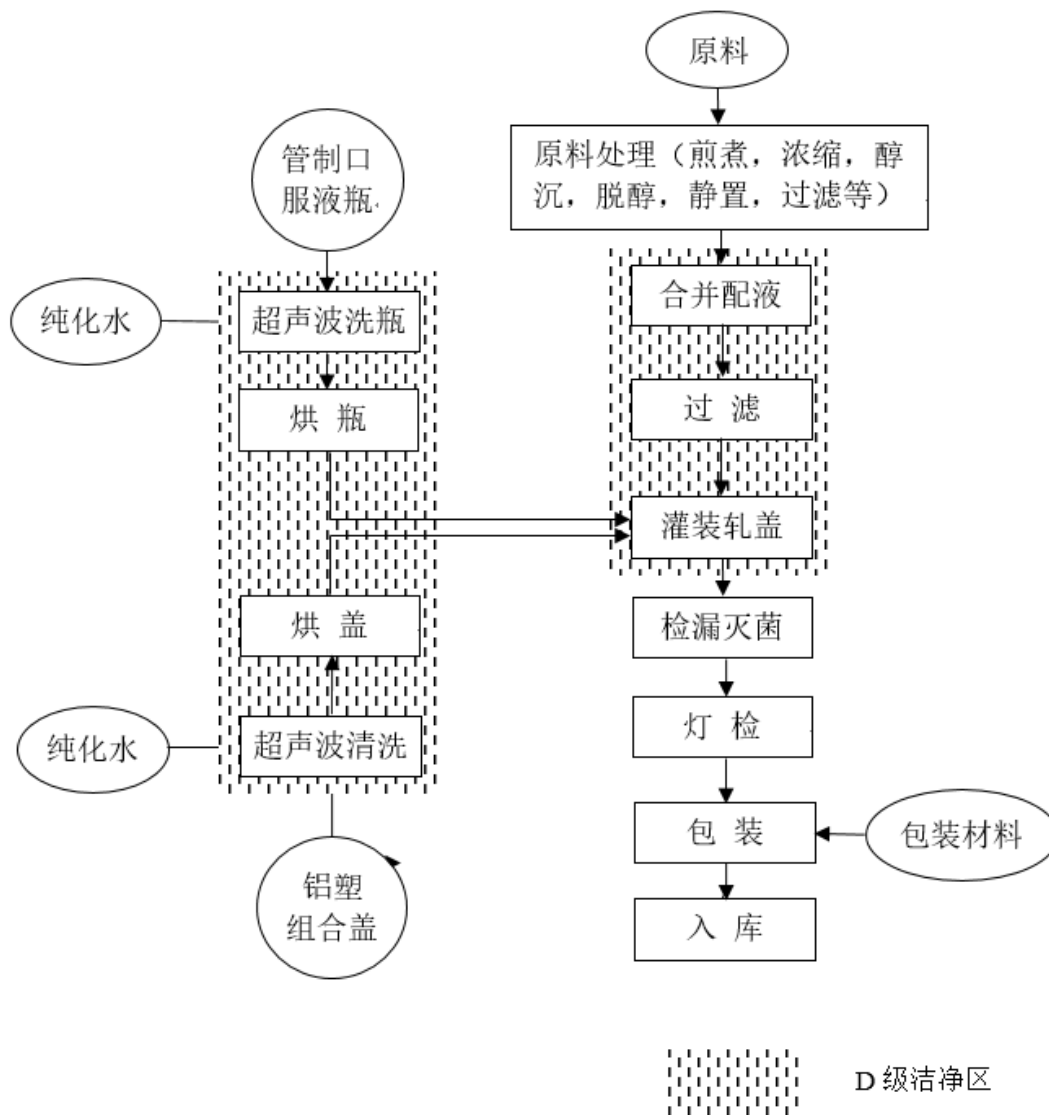 原料
管制口
服液瓶
原料处理（煎煮，浓缩，醇
沉，脱醇，静置，过滤等）
纯化水
超声波洗瓶
合并配液
烘 瓶
过 滤
灌装轧盖
烘 盖
检漏灭菌
纯化水
超声波清洗
灯 检
包 装
包装材料
铝塑
组合盖
入 库
D 级洁净区